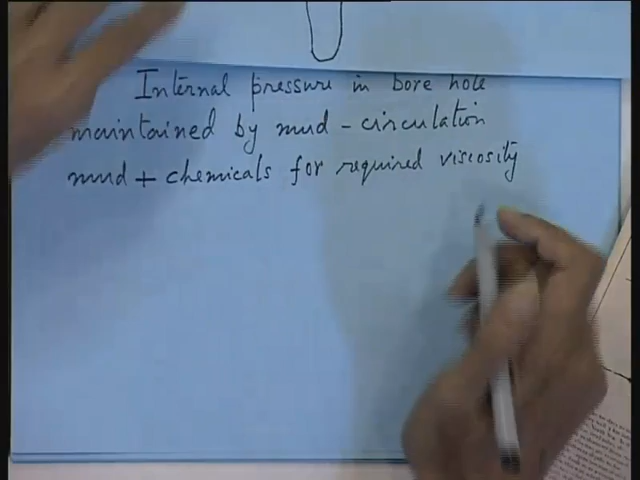 Internal pressure in bore hole
maintained by mud - circulation
mud + chemicals for required viscosity